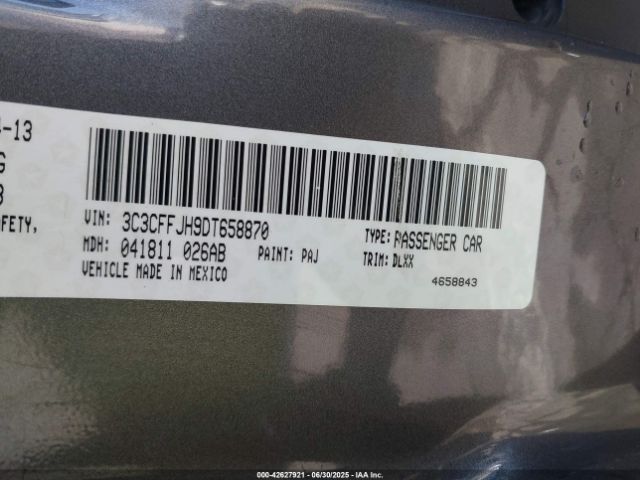 -13
G
OFETY,
VIN: 3C3CFFJH9DT658870
TYPE: PASSENGER CAR
MDH: 041811 026AB
PAINT: PAJ
TRIM: DLXX
VEHICLE MADE IN MEXICO
4658843
000-42627921 - 06/30/2025 - IAA Inc.